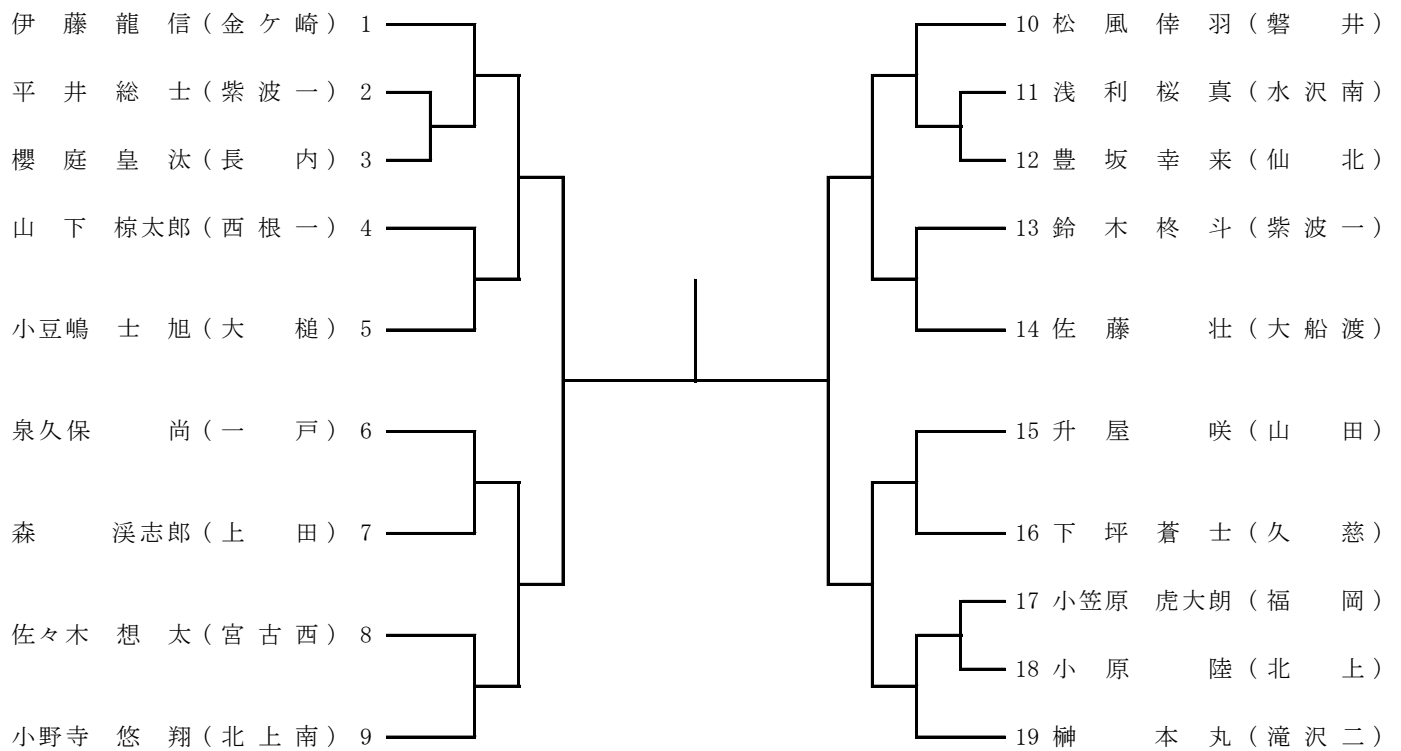 伊藤龍信(金ケ崎) 1
平井総士(紫波一) 2
櫻庭皇汰(長内) 3
山下椋太郎(西根一) 4
小豆嶋士旭(大槌) 5
泉久保尚(一戸) 6
森渓志郎(上田) 7
佐々木想太(宮古西) 8
小野寺悠翔(北上南) 9
10 松風倖羽(磐井)
11 浅利桜真(水沢南)
12 豊坂幸来(仙北)
13 鈴木柊斗(紫波一)
14 佐藤壮(大船渡)
15 升屋咲(山田)
16 下坪蒼士(久慈)
17 小笠原虎大朗(福岡)
18 小原陸(北上)
19 榊本丸(滝沢二)